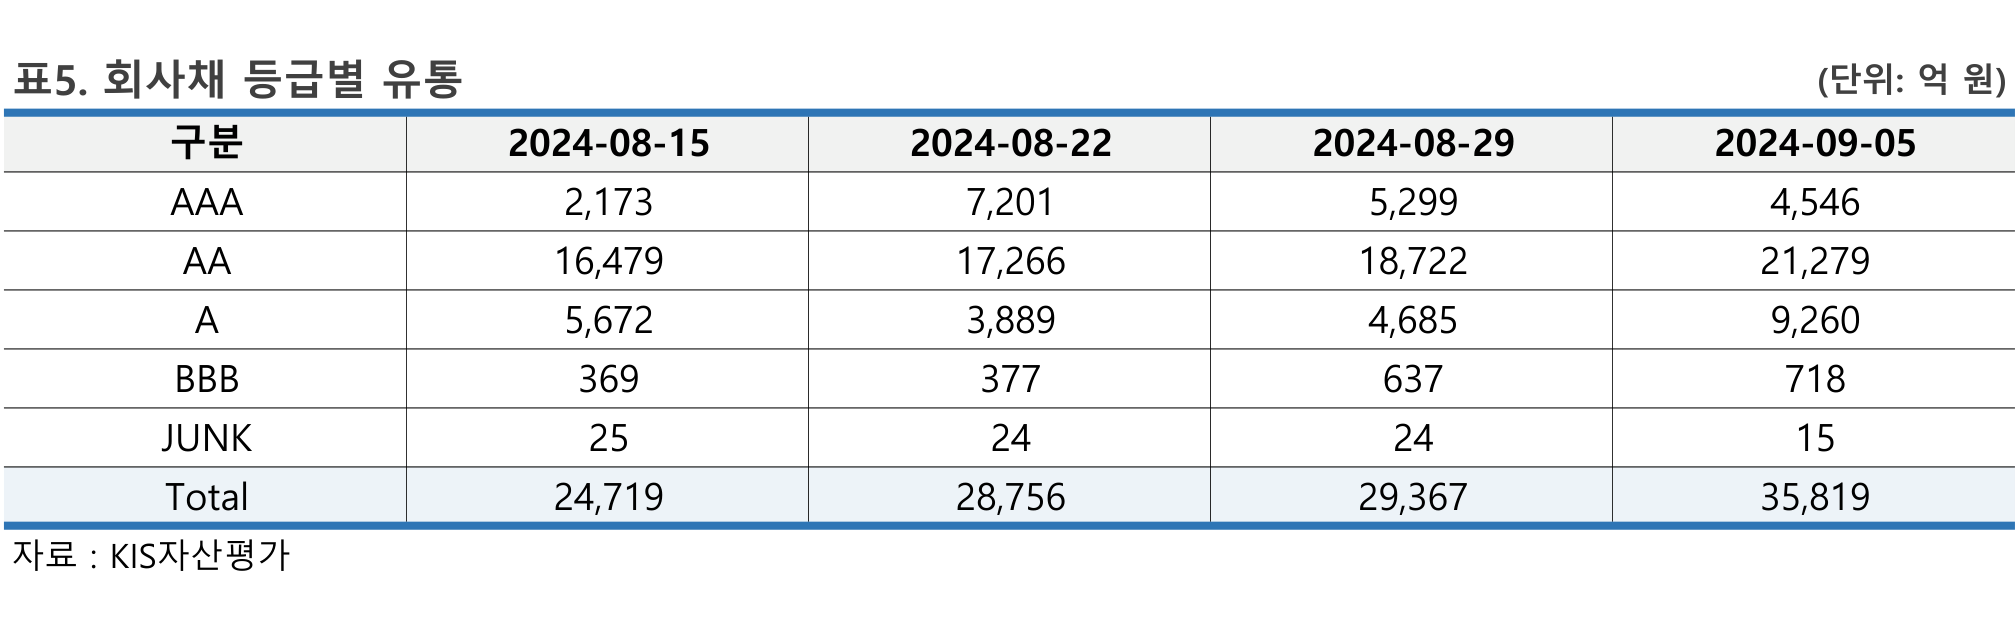 표5. 회사채 등급별 유통 (단위: 억 원)
구분 2024-08-15 2024-08-22 2024-08-29 2024-09-05
AAA 2,173 7,201 5,299 4,546
AA 16,479 17,266 18,722 21,279
A 5,672 3,889 4,685 9,260
BBB 369 377 637 718
JUNK 25 24 24 15
Total 24,719 28,756 29,367 35,819
자료 : KIS자산평가